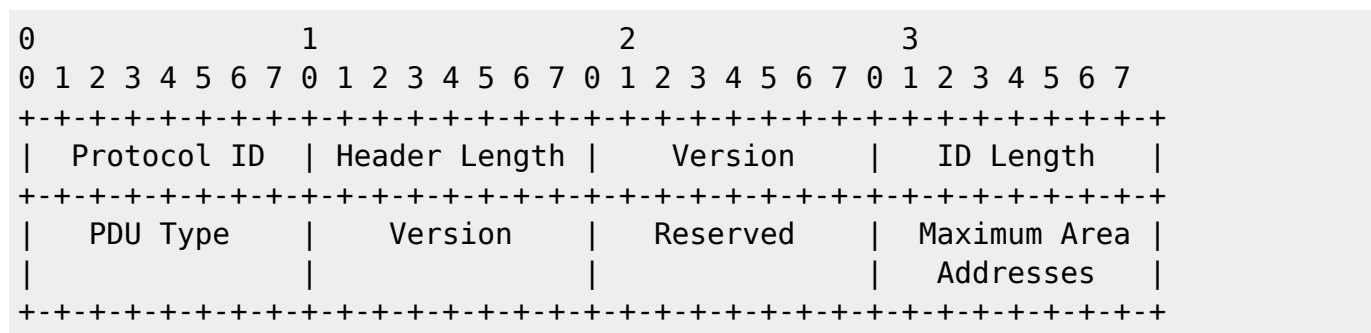 0                   1                   2                   3
0 1 2 3 4 5 6 7 0 1 2 3 4 5 6 7 0 1 2 3 4 5 6 7 0 1 2 3 4 5 6 7
+-+-+-+-+-+-+-+-+-+-+-+-+-+-+-+-+-+-+-+-+-+-+-+-+-+-+-+-+-+-+-+-+
|  Protocol ID  | Header Length |    Version    |   ID Length   |
+-+-+-+-+-+-+-+-+-+-+-+-+-+-+-+-+-+-+-+-+-+-+-+-+-+-+-+-+-+-+-+-+
|   PDU Type    |    Version    |   Reserved    |  Maximum Area |
|               |               |               |   Addresses   |
+-+-+-+-+-+-+-+-+-+-+-+-+-+-+-+-+-+-+-+-+-+-+-+-+-+-+-+-+-+-+-+-+